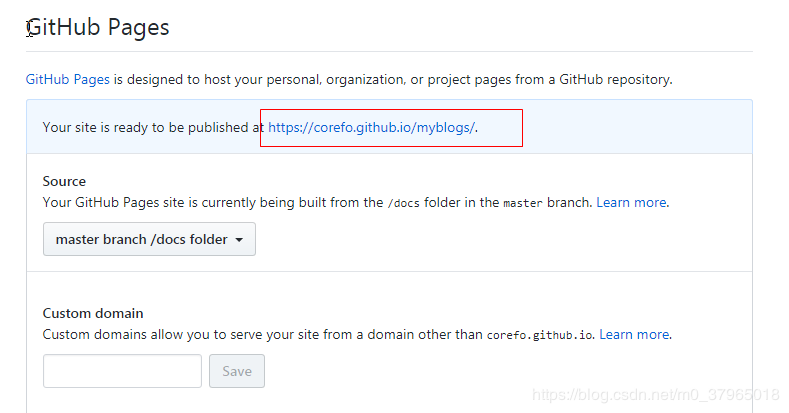 GitHub Pages
GitHub Pages is designed to host your personal, organization, or project pages from a GitHub repository.
Your site is ready to be published at https://corefo.github.io/myblogs/.
Source
Your GitHub Pages site is currently being built from the /docs folder in the master branch. Learn more.
master branch /docs folder
Custom domain
Custom domains allow you to serve your site from a domain other than corefo.github.io. Learn more.
Save
https://blog.csdn.net/m0_37965018